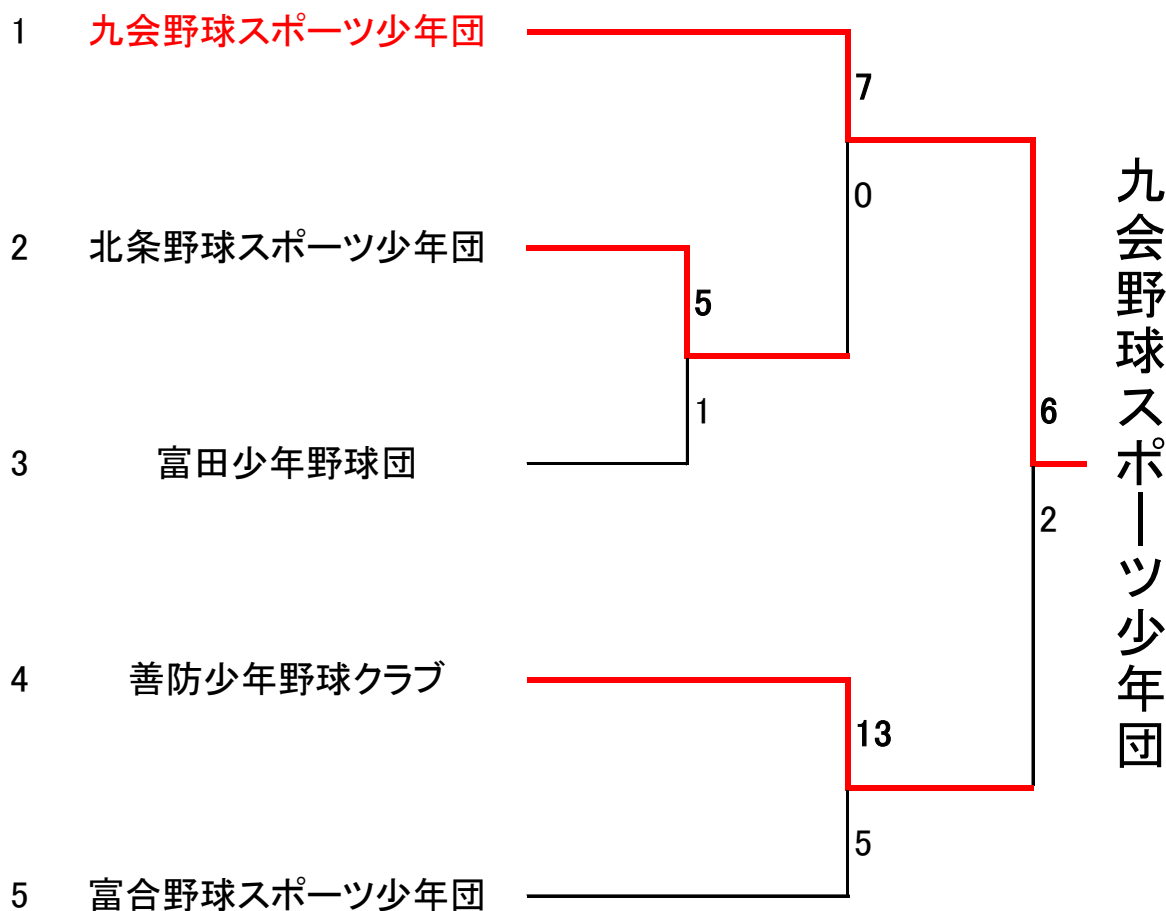 1 九会野球スポーツ少年団
7
0
2 北条野球スポーツ少年団
5
1
3 富田少年野球団
6
2
4 善防少年野球クラブ
13
5
5 富合野球スポーツ少年団
九会野球スポーツ少年団